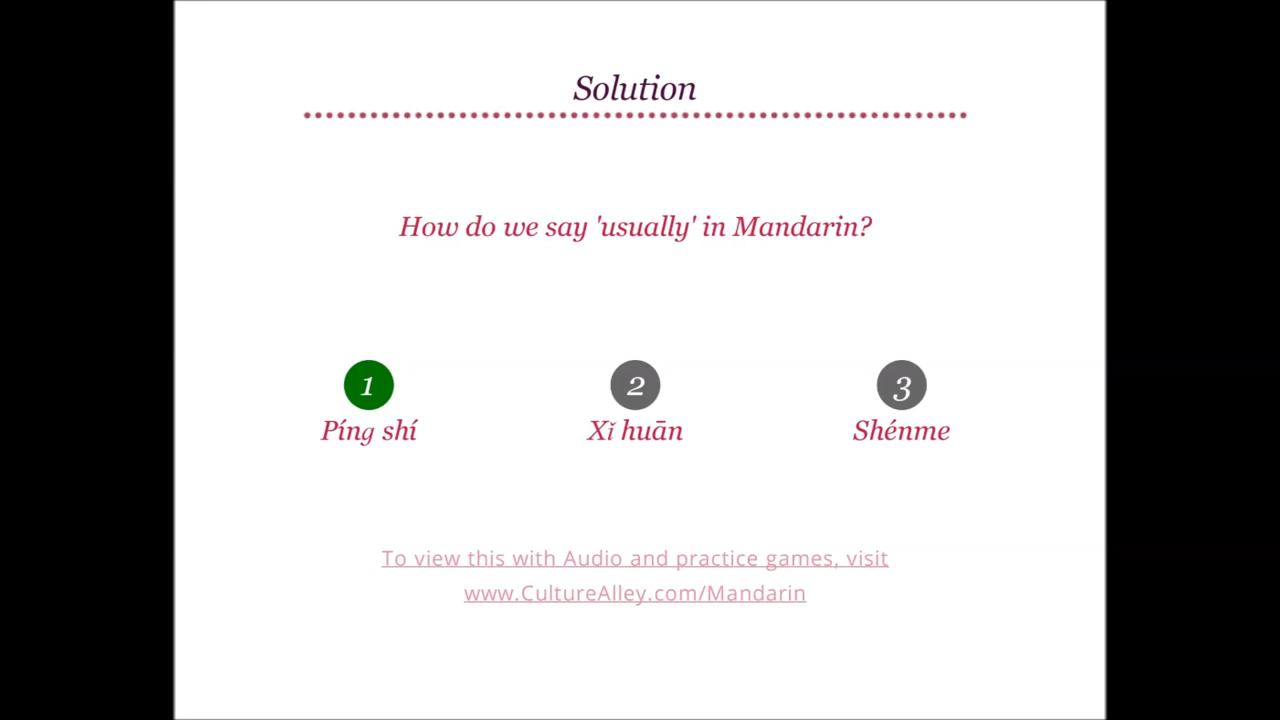 Solution
How do we say 'usually' in Mandarin?
1 2 3
Píng shí Xǐ huān Shénme
To view this with Audio and practice games, visit
www.CultureAlley.com/Mandarin